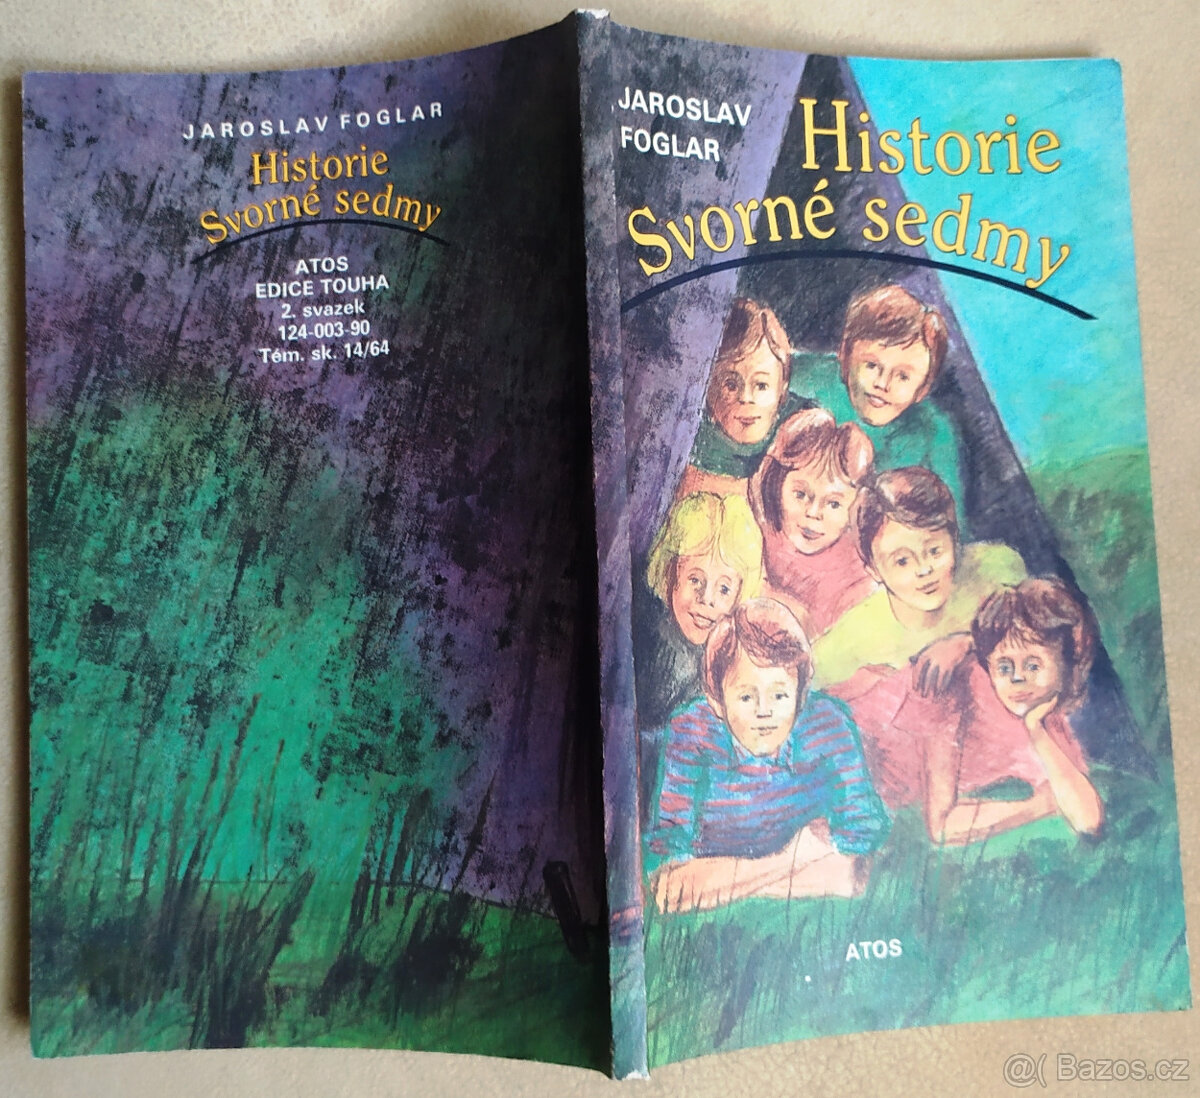 JAROSLAV FOGLAR
Historie
Svorné sedmy
ATOS
EDICE TOUHA
2. svazek
124-003-90
Tém. sk. 14/64
JAROSLAV
FOGLAR
Historie
Svorné sedmy
ATOS
@( Bazos.cz